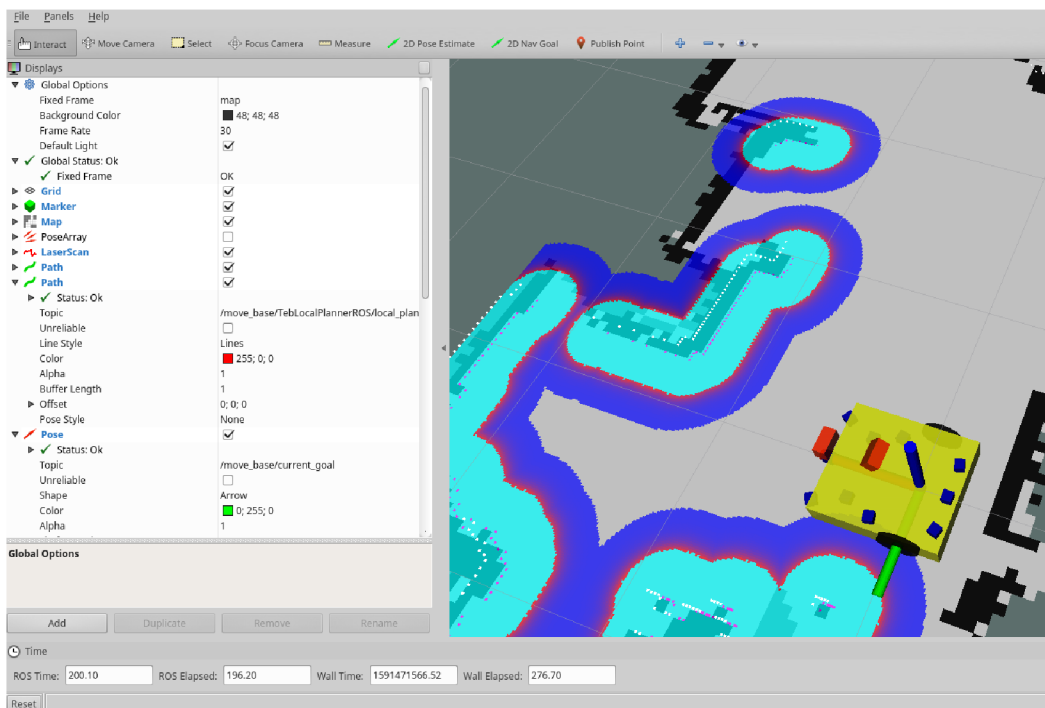 File Panels Help
Interact Move Camera Select Focus Camera Measure 2D Pose Estimate 2D Nav Goal Publish Point
Displays
Global Options
Fixed Frame map
Background Color 48; 48; 48
Frame Rate 30
Default Light
Global Status: Ok
Fixed Frame OK
Grid
Marker
Map
PoseArray
LaserScan
Path
Path
Status: Ok
Topic /move_base/TebLocalPlannerROS/local_plan
Unreliable
Line Style Lines
Color 255; 0; 0
Alpha 1
Buffer Length 1
Offset 0; 0; 0
Pose Style None
Pose
Status: Ok
Topic /move_base/current_goal
Unreliable
Shape Arrow
Color 0; 255; 0
Alpha 1
Global Options
Add Duplicate Remove Rename
Time
ROS Time: 200.10 ROS Elapsed: 196.20 Wall Time: 1591471566.52 Wall Elapsed: 276.70
Reset